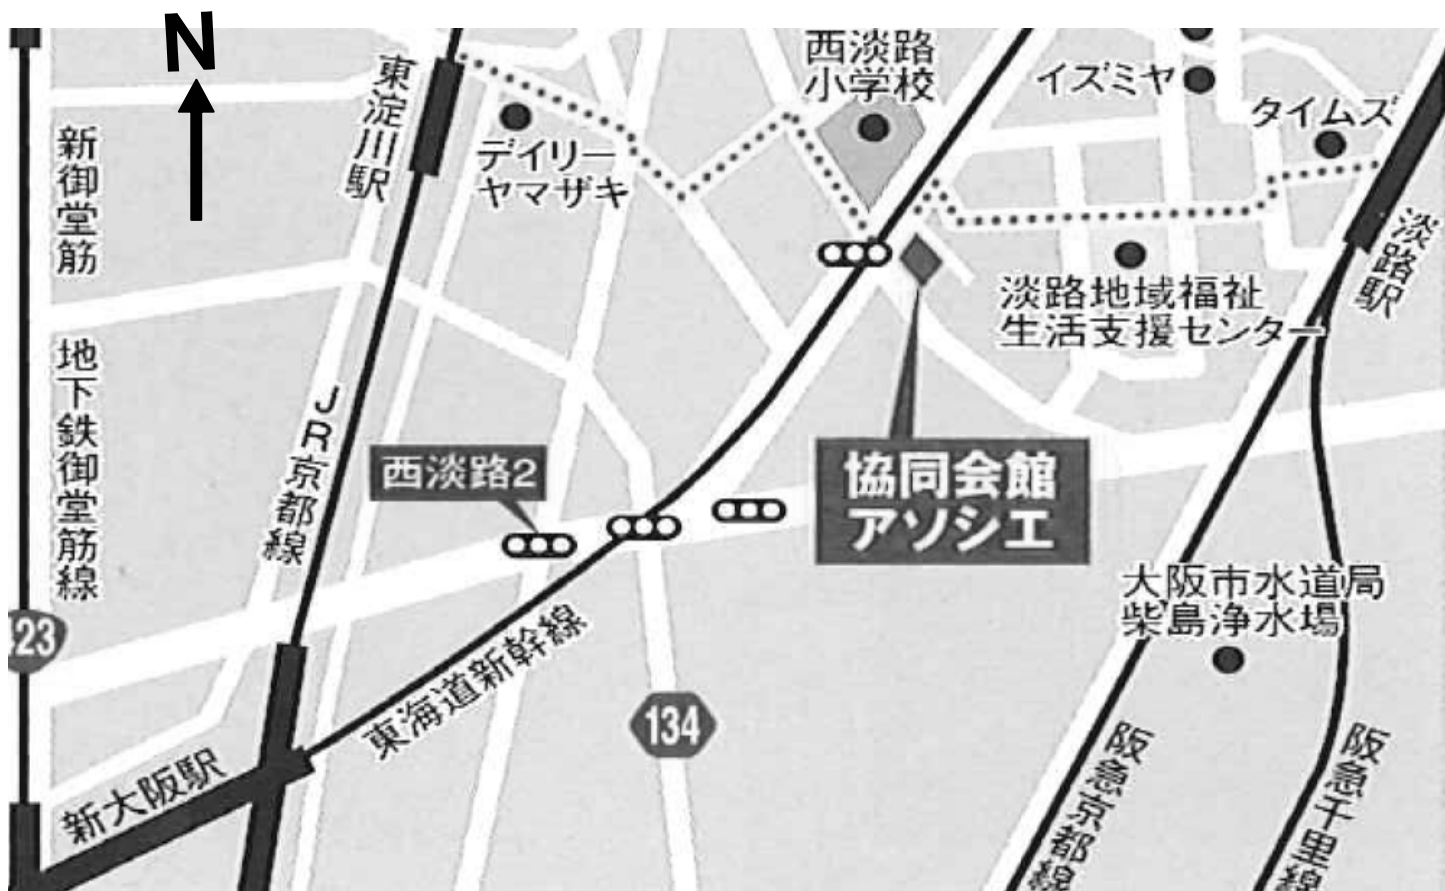 N
西淡路
小学校
イズミヤ
タイムズ
東淀川駅
デイリー
ヤマザキ
新御堂筋
淡路駅
淡路地域福祉
生活支援センター
地下鉄御堂筋線
JR京都線
西淡路2
協同会館
アソシエ
大阪市水道局
柴島浄水場
23
東海道新幹線
134
新大阪駅
阪急京都線
阪急千里線